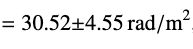 = 30.52±4.55 rad/m²